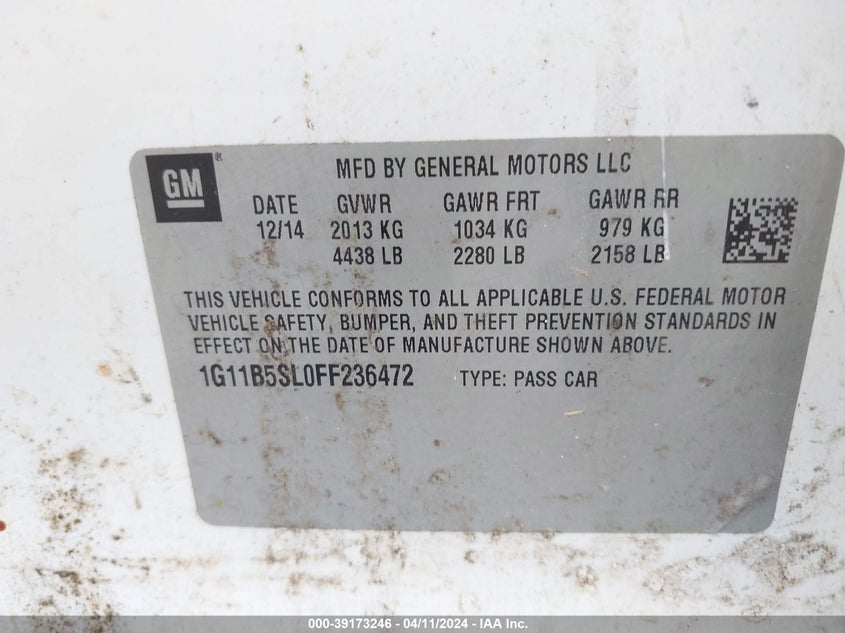 GM®
MFD BY GENERAL MOTORS LLC
DATE GVWR GAWR FRT GAWR RR
12/14 2013 KG 1034 KG 979 KG
4438 LB 2280 LB 2158 LB
THIS VEHICLE CONFORMS TO ALL APPLICABLE U.S. FEDERAL MOTOR
VEHICLE SAFETY, BUMPER, AND THEFT PREVENTION STANDARDS IN
EFFECT ON THE DATE OF MANUFACTURE SHOWN ABOVE.
1G11B5SL0FF236472 TYPE: PASS CAR
000-39173246 - 04/11/2024 - IAA Inc.